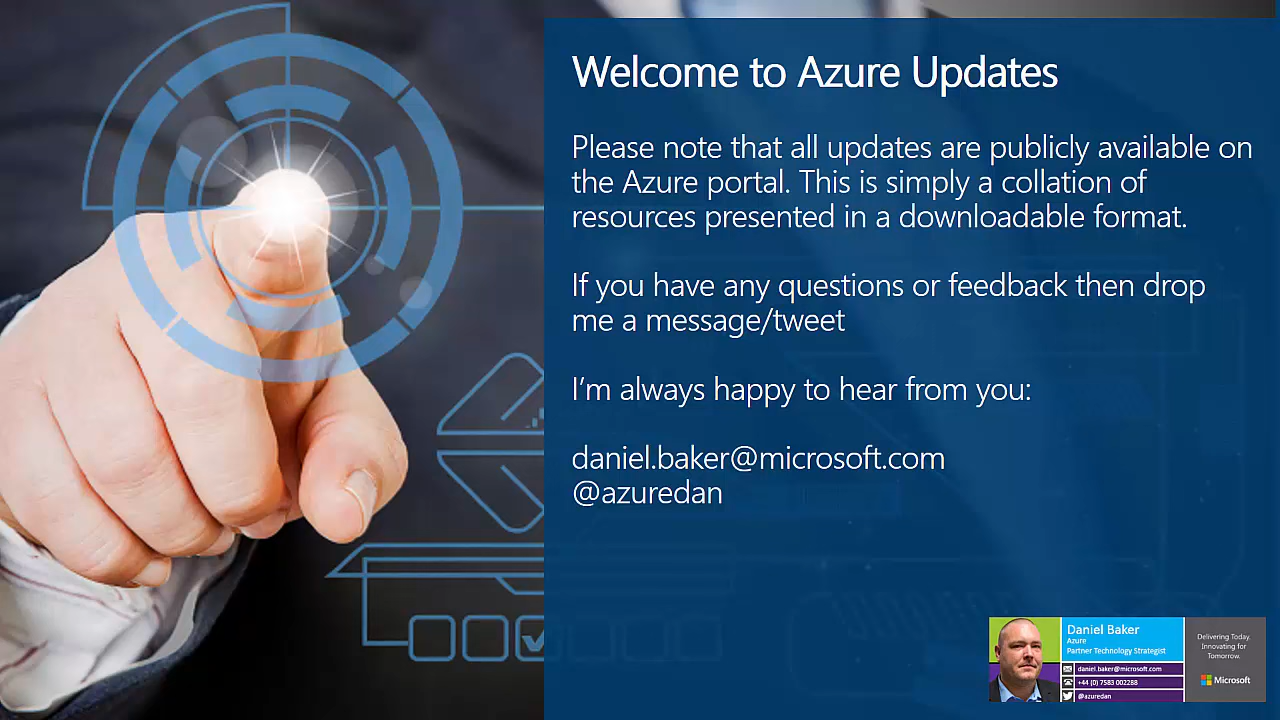 Welcome to Azure Updates
Please note that all updates are publicly available on
the Azure portal. This is simply a collation of
resources presented in a downloadable format.
If you have any questions or feedback then drop
me a message/tweet
I'm always happy to hear from you:
daniel.baker@microsoft.com
@azuredan
Daniel Baker
Azure
Partner Technology Strategist
daniel.baker@microsoft.com
+44 (0) 7583 002288
@azuredan
Delivering Today.
Innovating for
Tomorrow.
Microsoft